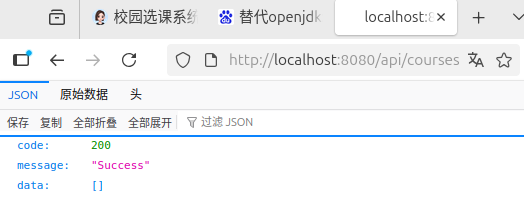 校园选课系统
替代openjdk
localhost:8
http://localhost:8080/api/courses
JSON 原始数据 头
保存 复制 全部折叠 全部展开 过滤 JSON
code: 200
message: "Success"
data: []